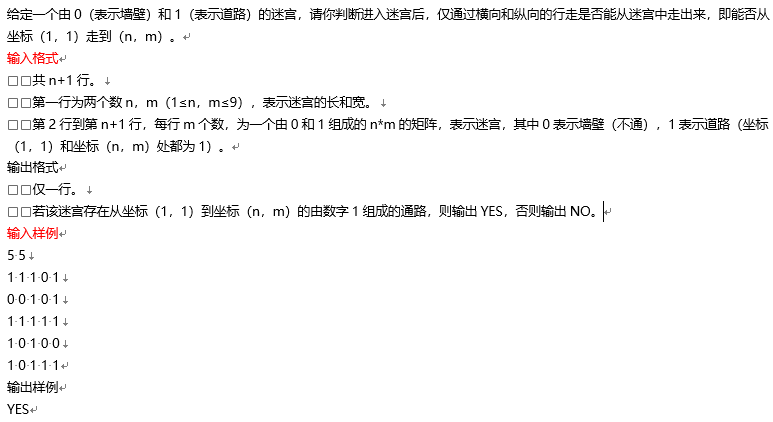 给定一个由 0（表示墙壁）和 1（表示道路）的迷宫，请你判断进入迷宫后，仅通过横向和纵向的行走是否能从迷宫中走出来，即能否从
坐标（1，1）走到（n，m）。
输入格式
□□共 n+1 行。
□□第一行为两个数 n，m（1≤n，m≤9），表示迷宫的长和宽。
□□第 2 行到第 n+1 行，每行 m 个数，为一个由 0 和 1 组成的 n*m 的矩阵，表示迷宫，其中 0 表示墙壁（不通），1 表示道路（坐标
（1，1）和坐标（n，m）处都为 1）。
输出格式
□□仅一行。
□□若该迷宫存在从坐标（1，1）到坐标（n，m）的由数字 1 组成的通路，则输出 YES，否则输出 NO。
输入样例
5 5
1 1 1 0 1
0 0 1 0 1
1 1 1 1 1
1 0 1 0 0
1 0 1 1 1
输出样例
YES